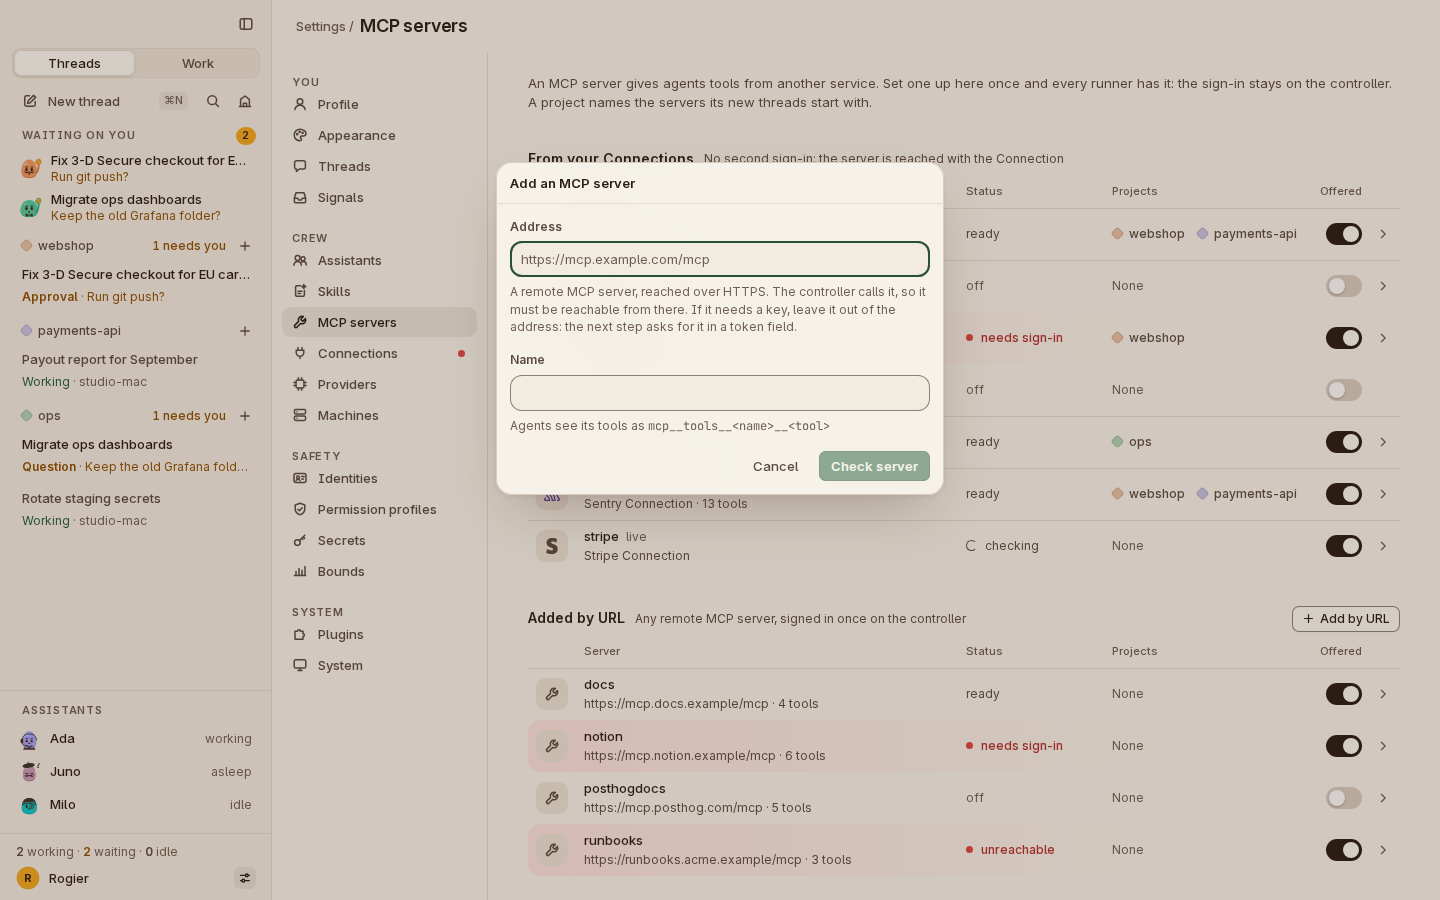 Threads
Work
New thread
⌘N
WAITING ON YOU
2
Fix 3-D Secure checkout for E…
Run git push?
Migrate ops dashboards
Keep the old Grafana folder?
webshop
1 needs you
Fix 3-D Secure checkout for EU car…
Approval · Run git push?
payments-api
Payout report for September
Working · studio-mac
ops
1 needs you
Migrate ops dashboards
Question · Keep the old Grafana fold…
Rotate staging secrets
Working · studio-mac
ASSISTANTS
Ada
working
Juno
asleep
Milo
idle
2 working · 2 waiting · 0 idle
R
Rogier
Settings / MCP servers
YOU
Profile
Appearance
Threads
Signals
CREW
Assistants
Skills
MCP servers
Connections
Providers
Machines
SAFETY
Identities
Permission profiles
Secrets
Bounds
SYSTEM
Plugins
System
An MCP server gives agents tools from another service. Set one up here once and every runner has it: the sign-in stays on the controller.
A project names the servers its new threads start with.
From your Connections No second sign-in: the server is reached with the Connection
Status
Projects
Offered
ready
webshop
payments-api
off
None
needs sign-in
webshop
off
None
ready
ops
Sentry Connection · 13 tools
ready
webshop
payments-api
S
stripe live
Stripe Connection
checking
None
Add an MCP server
Address
https://mcp.example.com/mcp
A remote MCP server, reached over HTTPS. The controller calls it, so it
must be reachable from there. If it needs a key, leave it out of the
address: the next step asks for it in a token field.
Name
Agents see its tools as mcp__tools__<name>__<tool>
Cancel
Check server
Added by URL Any remote MCP server, signed in once on the controller
Add by URL
Server
Status
Projects
Offered
docs
https://mcp.docs.example/mcp · 4 tools
ready
None
notion
https://mcp.notion.example/mcp · 6 tools
needs sign-in
None
posthogdocs
https://mcp.posthog.com/mcp · 5 tools
off
None
runbooks
https://runbooks.acme.example/mcp · 3 tools
unreachable
None